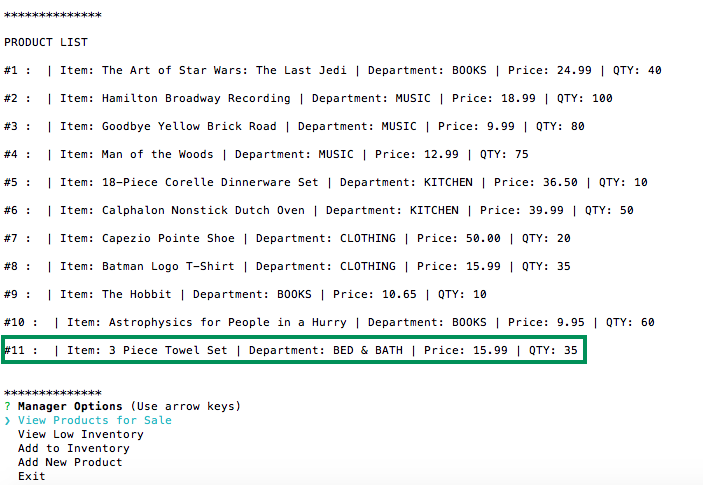 **************
PRODUCT LIST
#1 :  | Item: The Art of Star Wars: The Last Jedi | Department: BOOKS | Price: 24.99 | QTY: 40
#2 :  | Item: Hamilton Broadway Recording | Department: MUSIC | Price: 18.99 | QTY: 100
#3 :  | Item: Goodbye Yellow Brick Road | Department: MUSIC | Price: 9.99 | QTY: 80
#4 :  | Item: Man of the Woods | Department: MUSIC | Price: 12.99 | QTY: 75
#5 :  | Item: 18-Piece Corelle Dinnerware Set | Department: KITCHEN | Price: 36.50 | QTY: 10
#6 :  | Item: Calphalon Nonstick Dutch Oven | Department: KITCHEN | Price: 39.99 | QTY: 50
#7 :  | Item: Capezio Pointe Shoe | Department: CLOTHING | Price: 50.00 | QTY: 20
#8 :  | Item: Batman Logo T-Shirt | Department: CLOTHING | Price: 15.99 | QTY: 35
#9 :  | Item: The Hobbit | Department: BOOKS | Price: 10.65 | QTY: 10
#10 :  | Item: Astrophysics for People in a Hurry | Department: BOOKS | Price: 9.95 | QTY: 60
#11 :  | Item: 3 Piece Towel Set | Department: BED & BATH | Price: 15.99 | QTY: 35
**************
? Manager Options (Use arrow keys)
❯ View Products for Sale
View Low Inventory
Add to Inventory
Add New Product
Exit